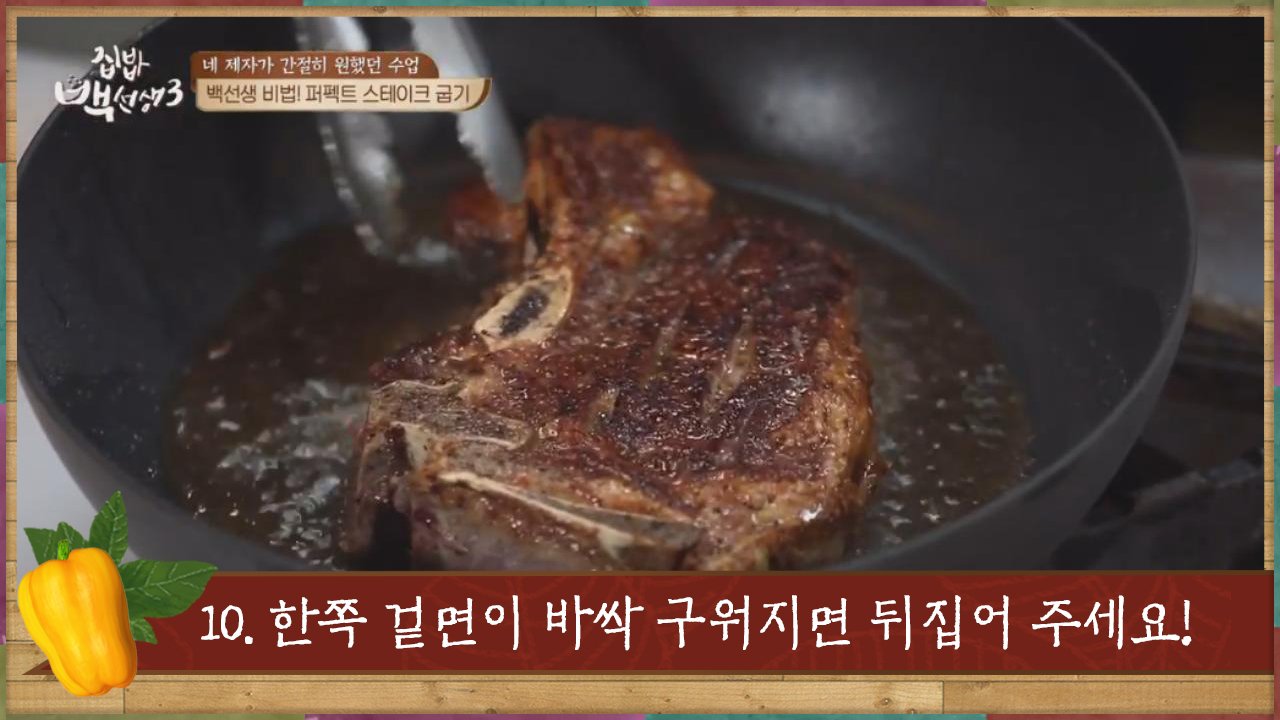 집밥
백선생3
네 제자가 간절히 원했던 수업
백선생 비법! 퍼펙트 스테이크 굽기
10. 한쪽 겉면이 바싹 구워지면 뒤집어 주세요!